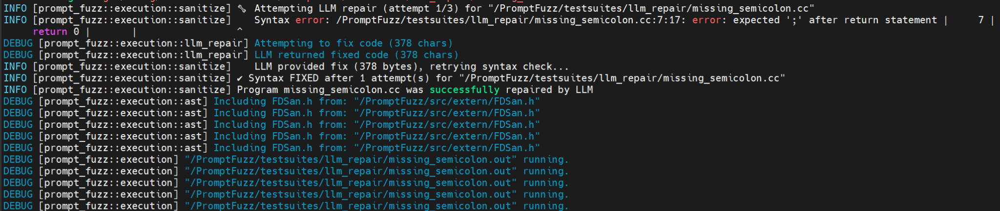 INFO [prompt_fuzz::execution::sanitize] 🔧 Attempting LLM repair (attempt 1/3) for "/PromptFuzz/testsuites/llm_repair/missing_semicolon.cc"
INFO [prompt_fuzz::execution::sanitize]    Syntax error: /PromptFuzz/testsuites/llm_repair/missing_semicolon.cc:7:17: error: expected ';' after return statement |     7 |
     return 0 |       |                 ^
DEBUG [prompt_fuzz::execution::llm_repair] Attempting to fix code (378 chars)
DEBUG [prompt_fuzz::execution::llm_repair] LLM returned fixed code (378 chars)
INFO [prompt_fuzz::execution::sanitize]    LLM provided fix (378 bytes), retrying syntax check...
INFO [prompt_fuzz::execution::sanitize] ✔ Syntax FIXED after 1 attempt(s) for "/PromptFuzz/testsuites/llm_repair/missing_semicolon.cc"
INFO [prompt_fuzz::execution::sanitize] Program missing_semicolon.cc was successfully repaired by LLM
DEBUG [prompt_fuzz::execution::ast] Including FDSan.h from: "/PromptFuzz/src/extern/FDSan.h"
DEBUG [prompt_fuzz::execution::ast] Including FDSan.h from: "/PromptFuzz/src/extern/FDSan.h"
DEBUG [prompt_fuzz::execution::ast] Including FDSan.h from: "/PromptFuzz/src/extern/FDSan.h"
DEBUG [prompt_fuzz::execution::ast] Including FDSan.h from: "/PromptFuzz/src/extern/FDSan.h"
DEBUG [prompt_fuzz::execution::ast] Including FDSan.h from: "/PromptFuzz/src/extern/FDSan.h"
DEBUG [prompt_fuzz::execution] "/PromptFuzz/testsuites/llm_repair/missing_semicolon.out" running.
DEBUG [prompt_fuzz::execution] "/PromptFuzz/testsuites/llm_repair/missing_semicolon.out" running.
DEBUG [prompt_fuzz::execution] "/PromptFuzz/testsuites/llm_repair/missing_semicolon.out" running.
DEBUG [prompt_fuzz::execution] "/PromptFuzz/testsuites/llm_repair/missing_semicolon.out" running.
DEBUG [prompt_fuzz::execution] "/PromptFuzz/testsuites/llm_repair/missing_semicolon.out" running.